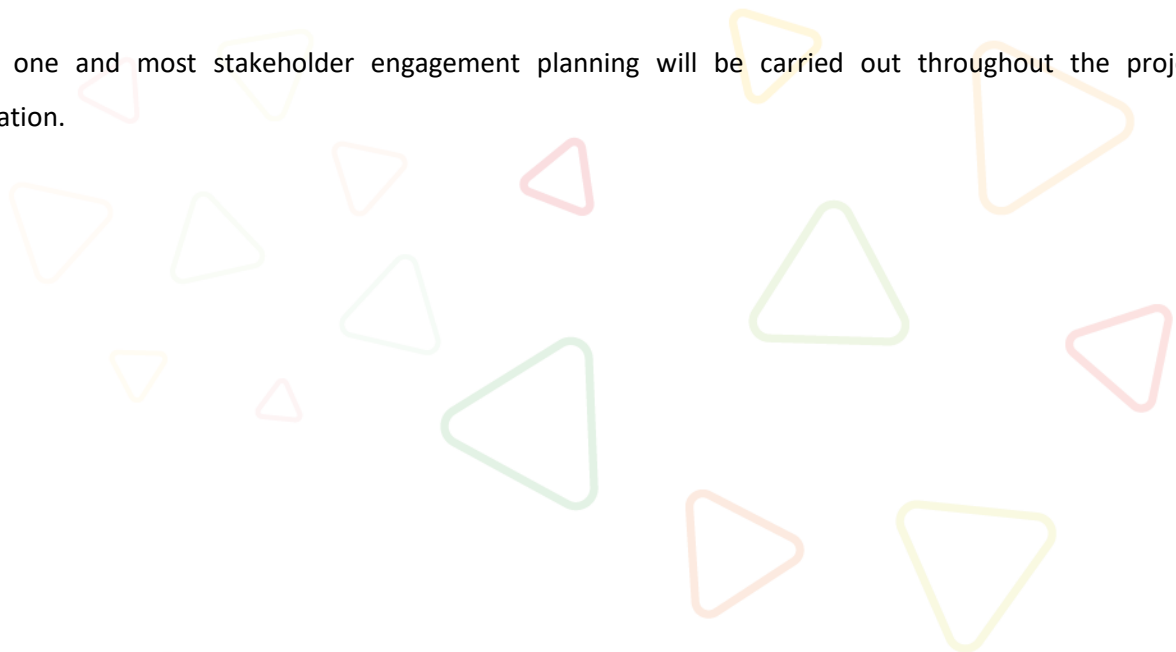 one and most stakeholder engagement planning will be carried out throughout the proj
ation.